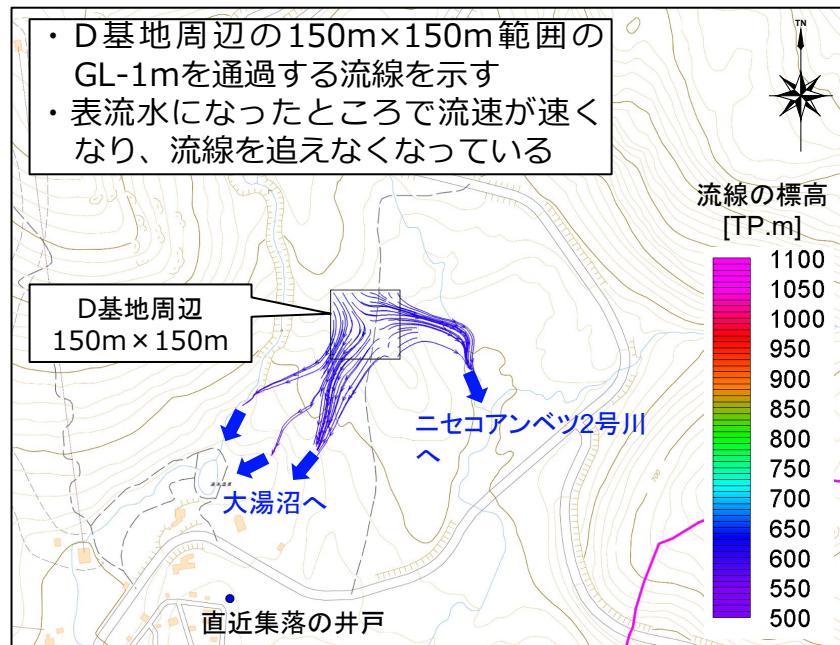 ・D基地周辺の150m×150m範囲の
GL-1mを通過する流線を示す
・表流水になったところで流速が速く
なり、流線を追えなくなっている
TN
流線の標高
[TP.m]
1100
1050
1000
950
900
850
800
750
700
650
600
550
500
D基地周辺
150m×150m
ニセコアンベツ2号川
へ
大湯沼へ
700
直近集落の井戸